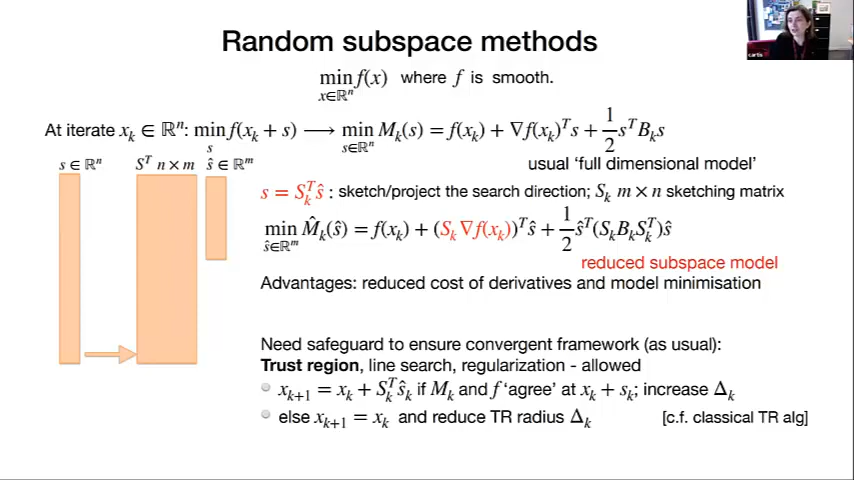 Random subspace methods
min f(x) where f is smooth.
x∈ℝⁿ
At iterate xₖ ∈ ℝⁿ: min f(xₖ + s) ⟶ min Mₖ(s) = f(xₖ) + ∇f(xₖ)ᵀs + 1/2 sᵀBₖs
s s∈ℝⁿ
s ∈ ℝⁿ Sᵀ n × m ŝ ∈ ℝᵐ
usual 'full dimensional model'
s = Sₖᵀŝ : sketch/project the search direction; Sₖ m × n sketching matrix
min M̂ₖ(ŝ) = f(xₖ) + (Sₖ∇f(xₖ))ᵀŝ + 1/2 ŝᵀ(SₖBₖSₖᵀ)ŝ
ŝ∈ℝᵐ
reduced subspace model
Advantages: reduced cost of derivatives and model minimisation
Need safeguard to ensure convergent framework (as usual):
Trust region, line search, regularization - allowed
xₖ₊₁ = xₖ + Sₖᵀŝₖ if Mₖ and f 'agree' at xₖ + sₖ; increase Δₖ
else xₖ₊₁ = xₖ and reduce TR radius Δₖ [c.f. classical TR alg]
cartis